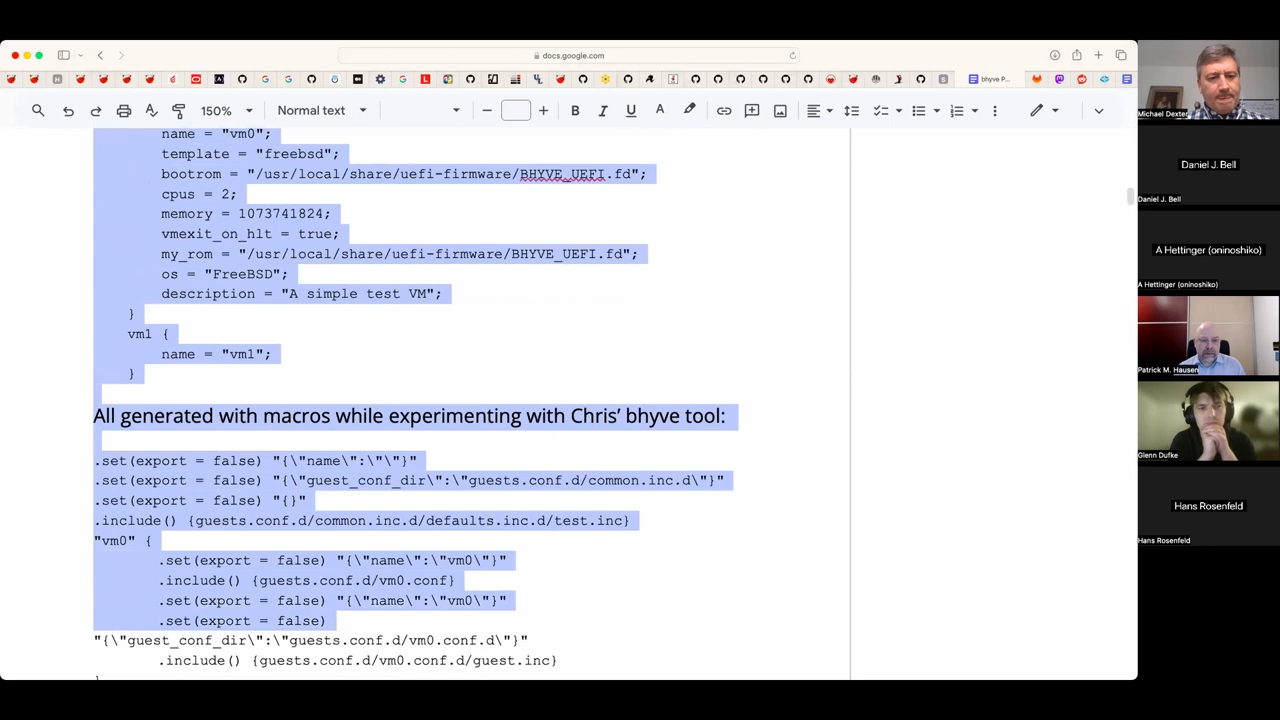 docs.google.com
bhyve P...
150%
Normal text
B I U A
name = "vm0";
template = "freebsd";
bootrom = "/usr/local/share/uefi-firmware/BHYVE_UEFI.fd";
cpus = 2;
memory = 1073741824;
vmexit_on_hlt = true;
my_rom = "/usr/local/share/uefi-firmware/BHYVE_UEFI.fd";
os = "FreeBSD";
description = "A simple test VM";
}
vm1 {
name = "vm1";
}
All generated with macros while experimenting with Chris’ bhyve tool:
.set(export = false) "{\"name\":\"\"}"
.set(export = false) "{\"guest_conf_dir\":\"guests.conf.d/common.inc.d\"}"
.set(export = false) "{}"
.include() {guests.conf.d/common.inc.d/defaults.inc.d/test.inc}
"vm0" {
.set(export = false) "{\"name\":\"vm0\"}"
.include() {guests.conf.d/vm0.conf}
.set(export = false) "{\"name\":\"vm0\"}"
.set(export = false)
"{\"guest_conf_dir\":\"guests.conf.d/vm0.conf.d\"}"
.include() {guests.conf.d/vm0.conf.d/guest.inc}
Michael Dexter
Daniel J. Bell
Daniel J. Bell
A Hettinger (oninoshiko)
A Hettinger (oninoshiko)
Patrick M. Hausen
Glenn Dufke
Hans Rosenfeld
Hans Rosenfeld